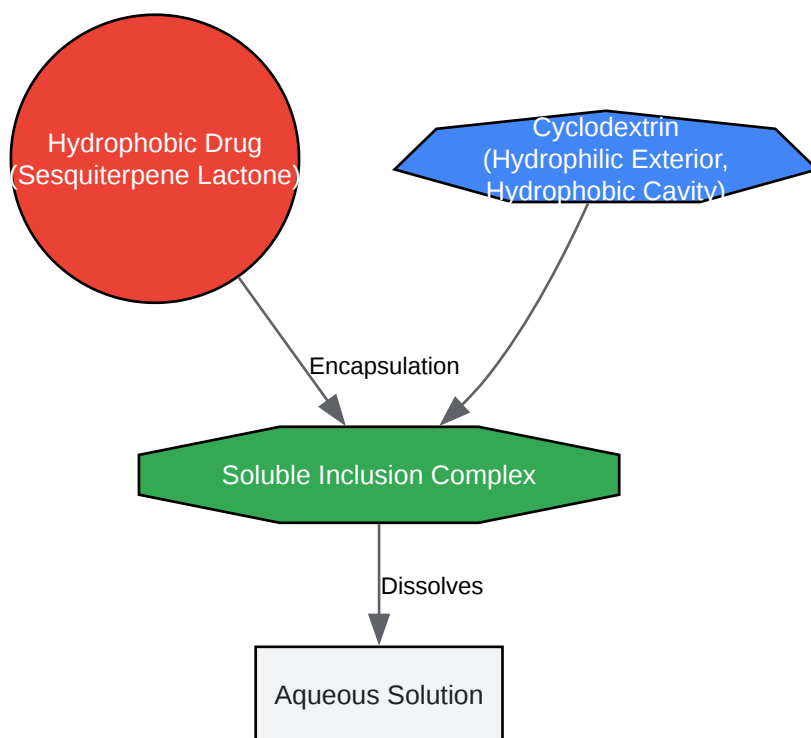 Hydrophobic Drug
(Sesquiterpene Lactone)
Cyclodextrin
(Hydrophilic Exterior,
Hydrophobic Cavity)
Encapsulation
Soluble Inclusion Complex
Dissolves
Aqueous Solution